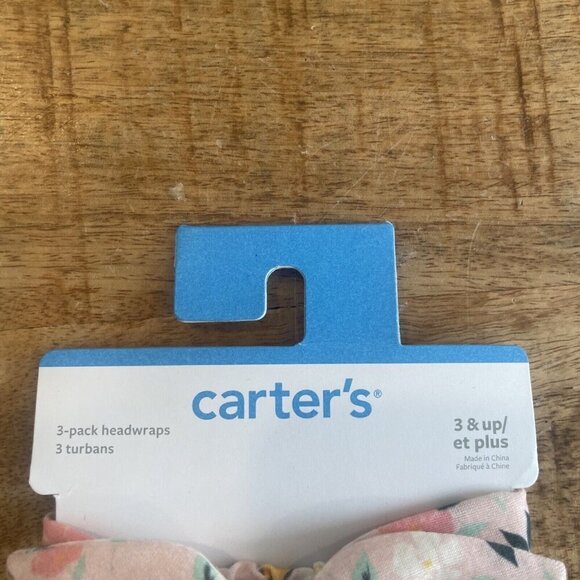 carter's®
3-pack headwraps
3 turbans
3 & up/
et plus
Made in China
Fabriqué à Chine